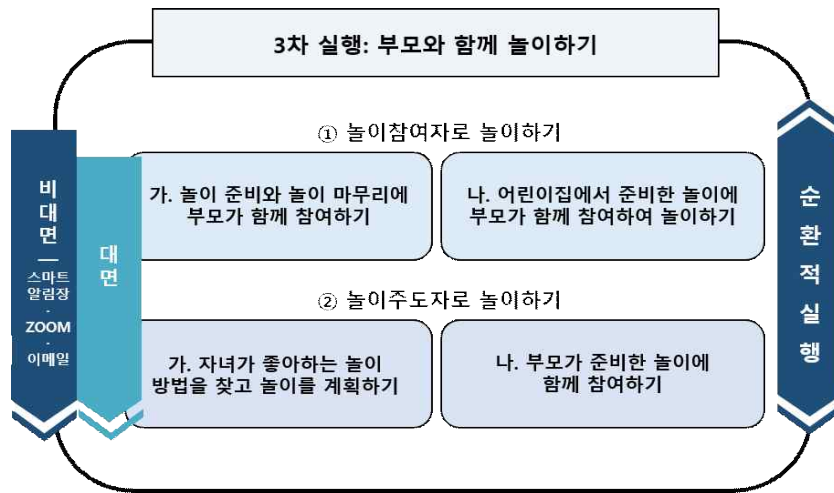 3차 실행: 부모와 함께 놀이하기
① 놀이참여자로 놀이하기
가. 놀이 준비와 놀이 마무리에
부모가 함께 참여하기
나. 어린이집에서 준비한 놀이에
부모가 함께 참여하여 놀이하기
② 놀이주도자로 놀이하기
가. 자녀가 좋아하는 놀이
방법을 찾고 놀이를 계획하기
나. 부모가 준비한 놀이에
함께 참여하기
비
대
면
스마트
알림장
·
ZOOM
·
이메일
대
면
순
환
적
실
행